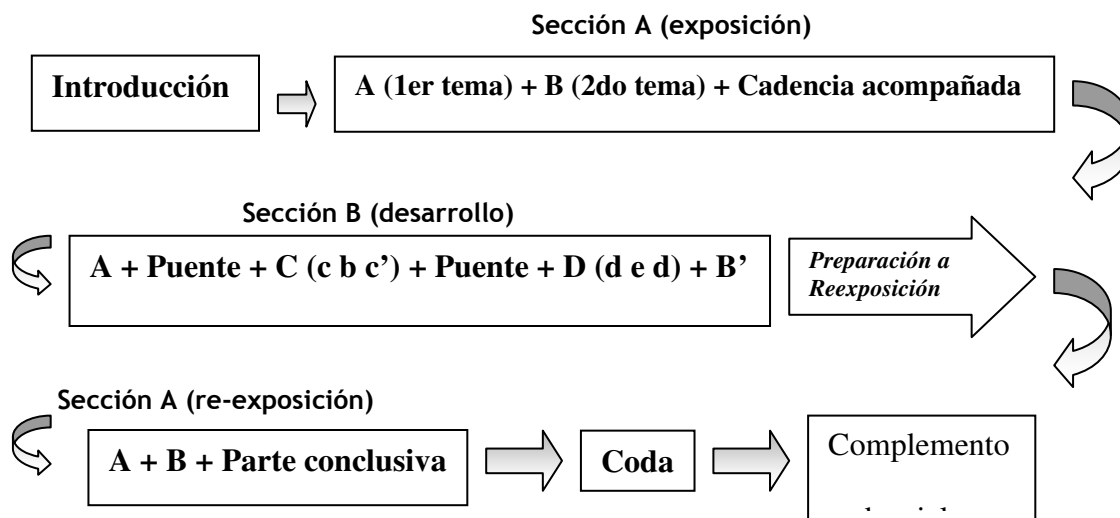 Sección A (exposición)
Introducción
A (1er tema) + B (2do tema) + Cadencia acompañada
Sección B (desarrollo)
A + Puente + C (c b c’) + Puente + D (d e d) + B’
Preparación a
Reexposición
Sección A (re-exposición)
A + B + Parte conclusiva
Coda
Complemento